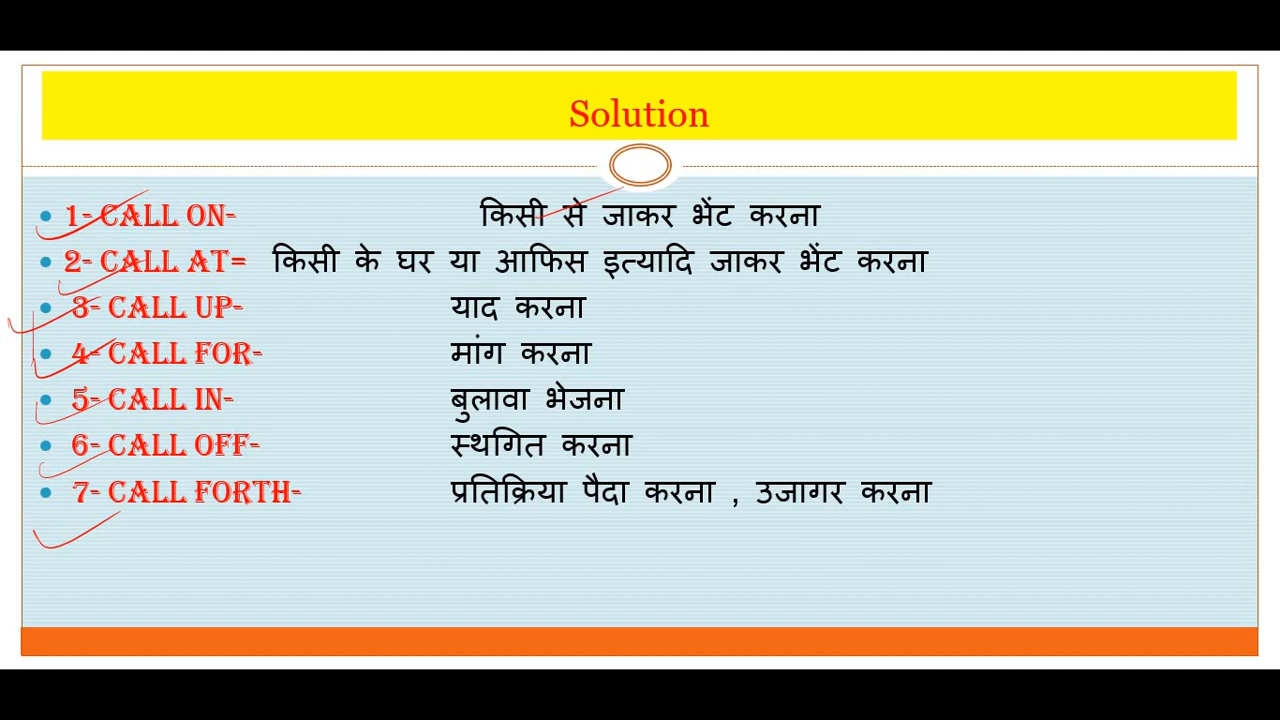 Solution
1- CALL ON- किसी से जाकर भेंट करना
2- CALL AT= किसी के घर या आफिस इत्यादि जाकर भेंट करना
3- CALL UP- याद करना
4- CALL FOR- मांग करना
5- CALL IN- बुलावा भेजना
6- CALL OFF- स्थगित करना
7- CALL FORTH- प्रतिक्रिया पैदा करना , उजागर करना